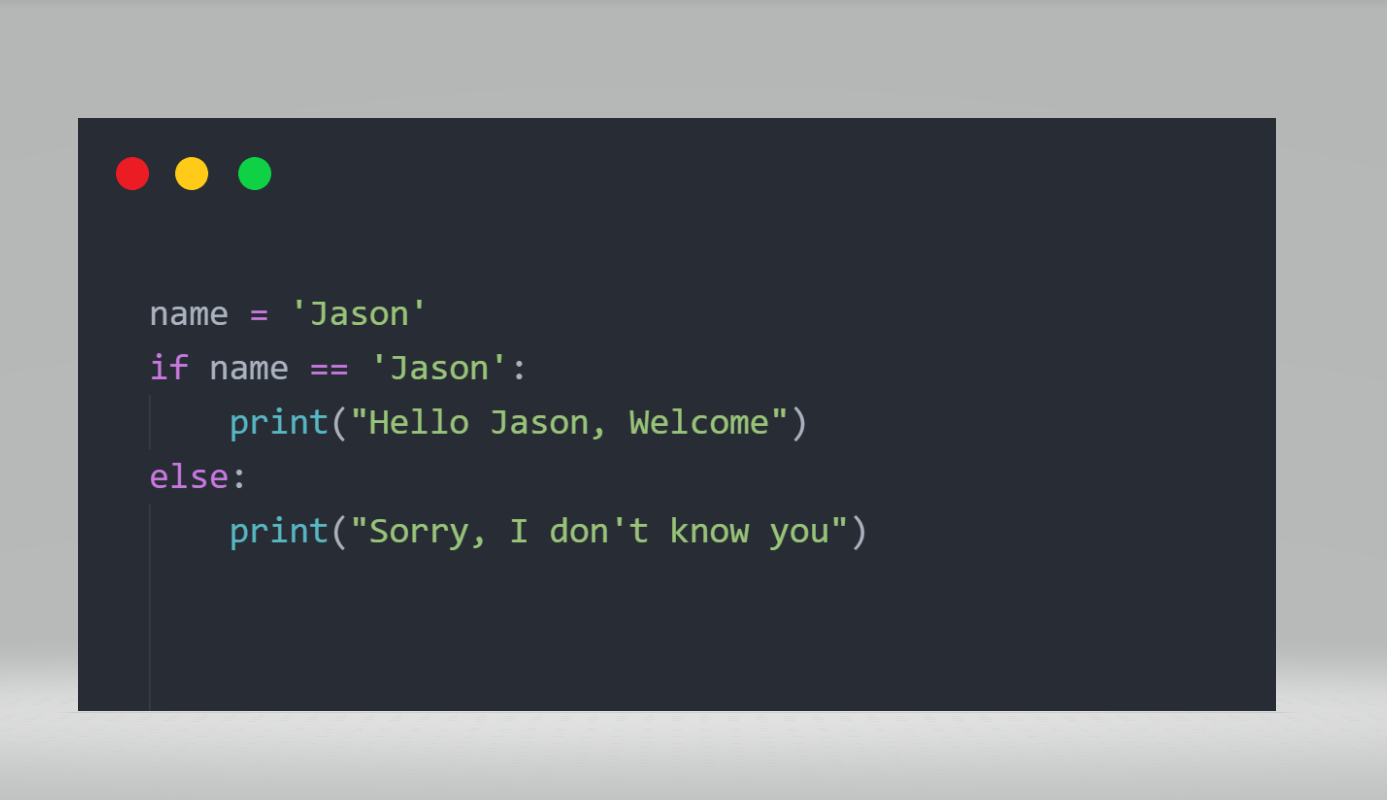 name = 'Jason'
if name == 'Jason':
    print("Hello Jason, Welcome")
else:
    print("Sorry, I don't know you")